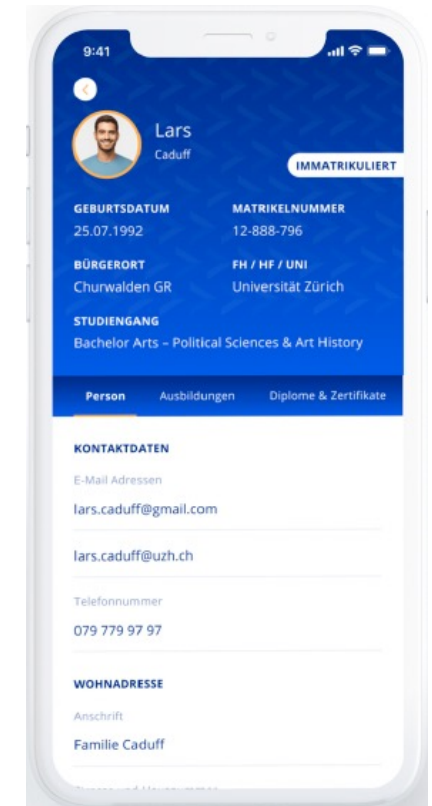 9:41
Lars
Caduff
IMMATRIKULIERT
GEBURTSDATUM MATRIKELNUMMER
25.07.1992 12-888-796
BÜRGERORT FH / HF / UNI
Churwalden GR Universität Zürich
STUDIENGANG
Bachelor Arts – Political Sciences & Art History
Person Ausbildungen Diplome & Zertifikate
KONTAKTDATEN
E-Mail Adressen
lars.caduff@gmail.com
lars.caduff@uzh.ch
Telefonnummer
079 779 97 97
WOHNADRESSE
Anschrift
Familie Caduff